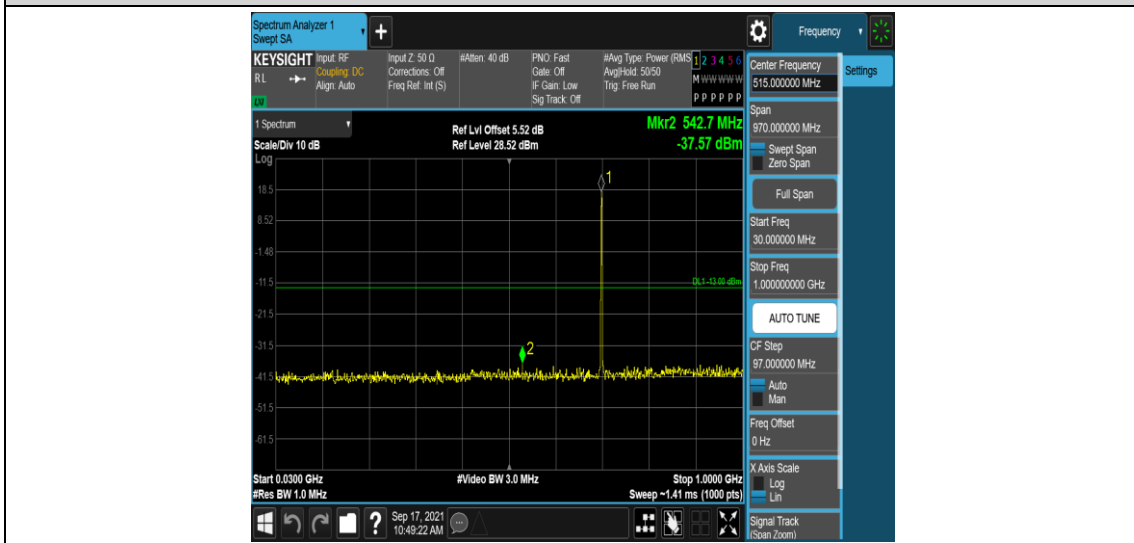 Spectrum Analyzer 1
Swept SA
+
Frequency
KEYSIGHT
RL
LXI
Input: RF
Coupling: DC
Align: Auto
Input Z: 50 Ω
Corrections: Off
Freq Ref: Int (S)
#Atten: 40 dB
PNO: Fast
Gate: Off
IF Gain: Low
Sig Track: Off
#Avg Type: Power (RMS
Avg|Hold: 50/50
Trig: Free Run
1 2 3 4 5 6
M W W W W W
P P P P P P
1 Spectrum
Scale/Div 10 dB
Log
Ref Lvl Offset 5.52 dB
Ref Level 28.52 dBm
Mkr2 542.7 MHz
-37.57 dBm
1
18.5
8.52
-1.48
-11.5
DL1 -13.00 dBm
-21.5
-31.5
2
-41.5
-51.5
-61.5
Start 0.0300 GHz
#Res BW 1.0 MHz
#Video BW 3.0 MHz
Stop 1.0000 GHz
Sweep ~1.41 ms (1000 pts)
?
Sep 17, 2021
10:49:22 AM
Center Frequency
515.000000 MHz
Settings
Span
970.000000 MHz
Swept Span
Zero Span
Full Span
Start Freq
30.000000 MHz
Stop Freq
1.000000000 GHz
AUTO TUNE
CF Step
97.000000 MHz
Auto
Man
Freq Offset
0 Hz
X Axis Scale
Log
Lin
Signal Track
(Span Zoom)